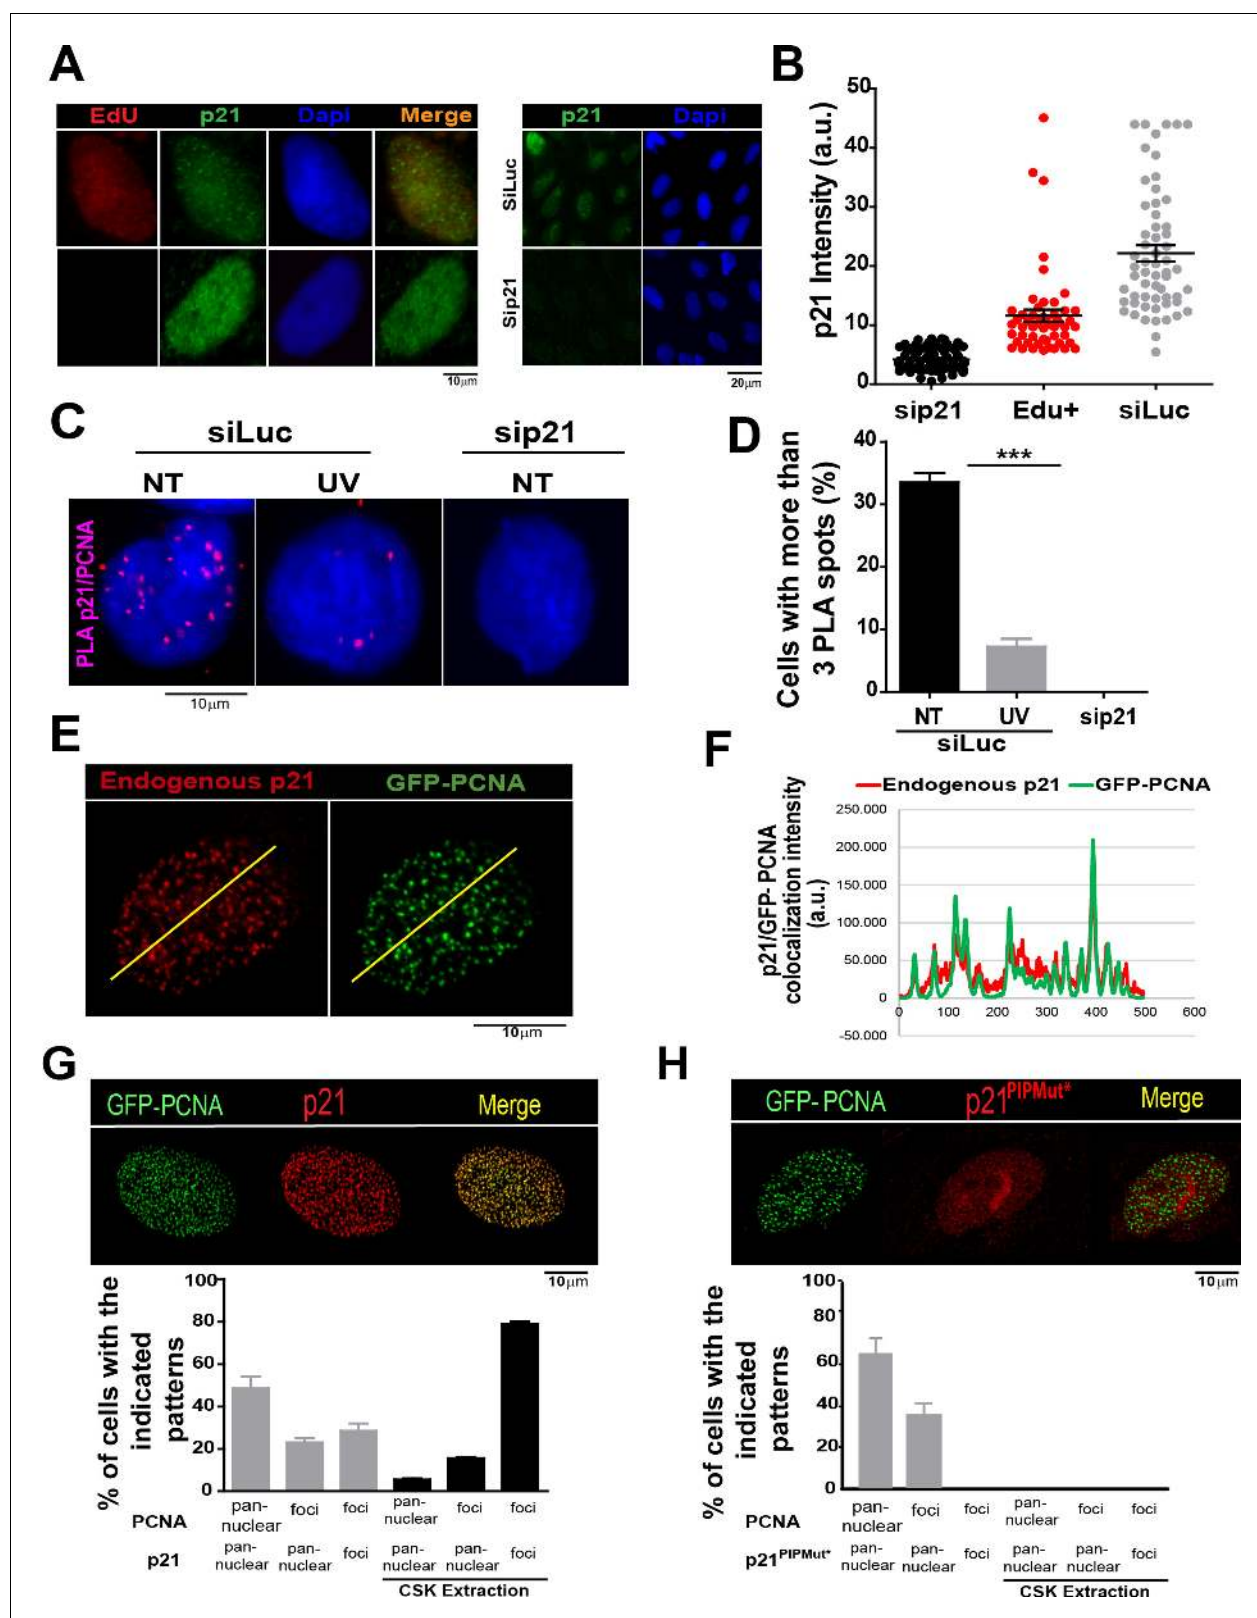 A
EdU p21 Dapi Merge
p21 Dapi
SiLuc
Sip21
10µm
20µm
B
p21 Intensity (a.u.)
50
40
30
20
10
0
sip21 Edu+ siLuc
C
siLuc sip21
NT UV NT
PLA p21/PCNA
10µm
D
Cells with more than
3 PLA spots (%)
40
30
20
10
0
***
NT UV sip21
siLuc
E
Endogenous p21 GFP-PCNA
10µm
F
Endogenous p21 GFP-PCNA
p21/GFP- PCNA
colocalization intensity
(a.u.)
250.000
200.000
150.000
100.000
50.000
0
-50.000
0 100 200 300 400 500 600
G
GFP-PCNA p21 Merge
10µm
% of cells with the
indicated
patterns
100
80
60
40
20
0
PCNA pan-nuclear foci foci pan-nuclear foci foci
p21 pan-nuclear pan-nuclear foci pan-nuclear pan-nuclear foci
CSK Extraction
H
GFP- PCNA p21PIPMut* Merge
10µm
% of cells with the
indicated
patterns
100
80
60
40
20
0
PCNA pan-nuclear foci foci pan-nuclear foci foci
p21PIPMut* pan-nuclear pan-nuclear foci pan-nuclear pan-nuclear foci
CSK Extraction